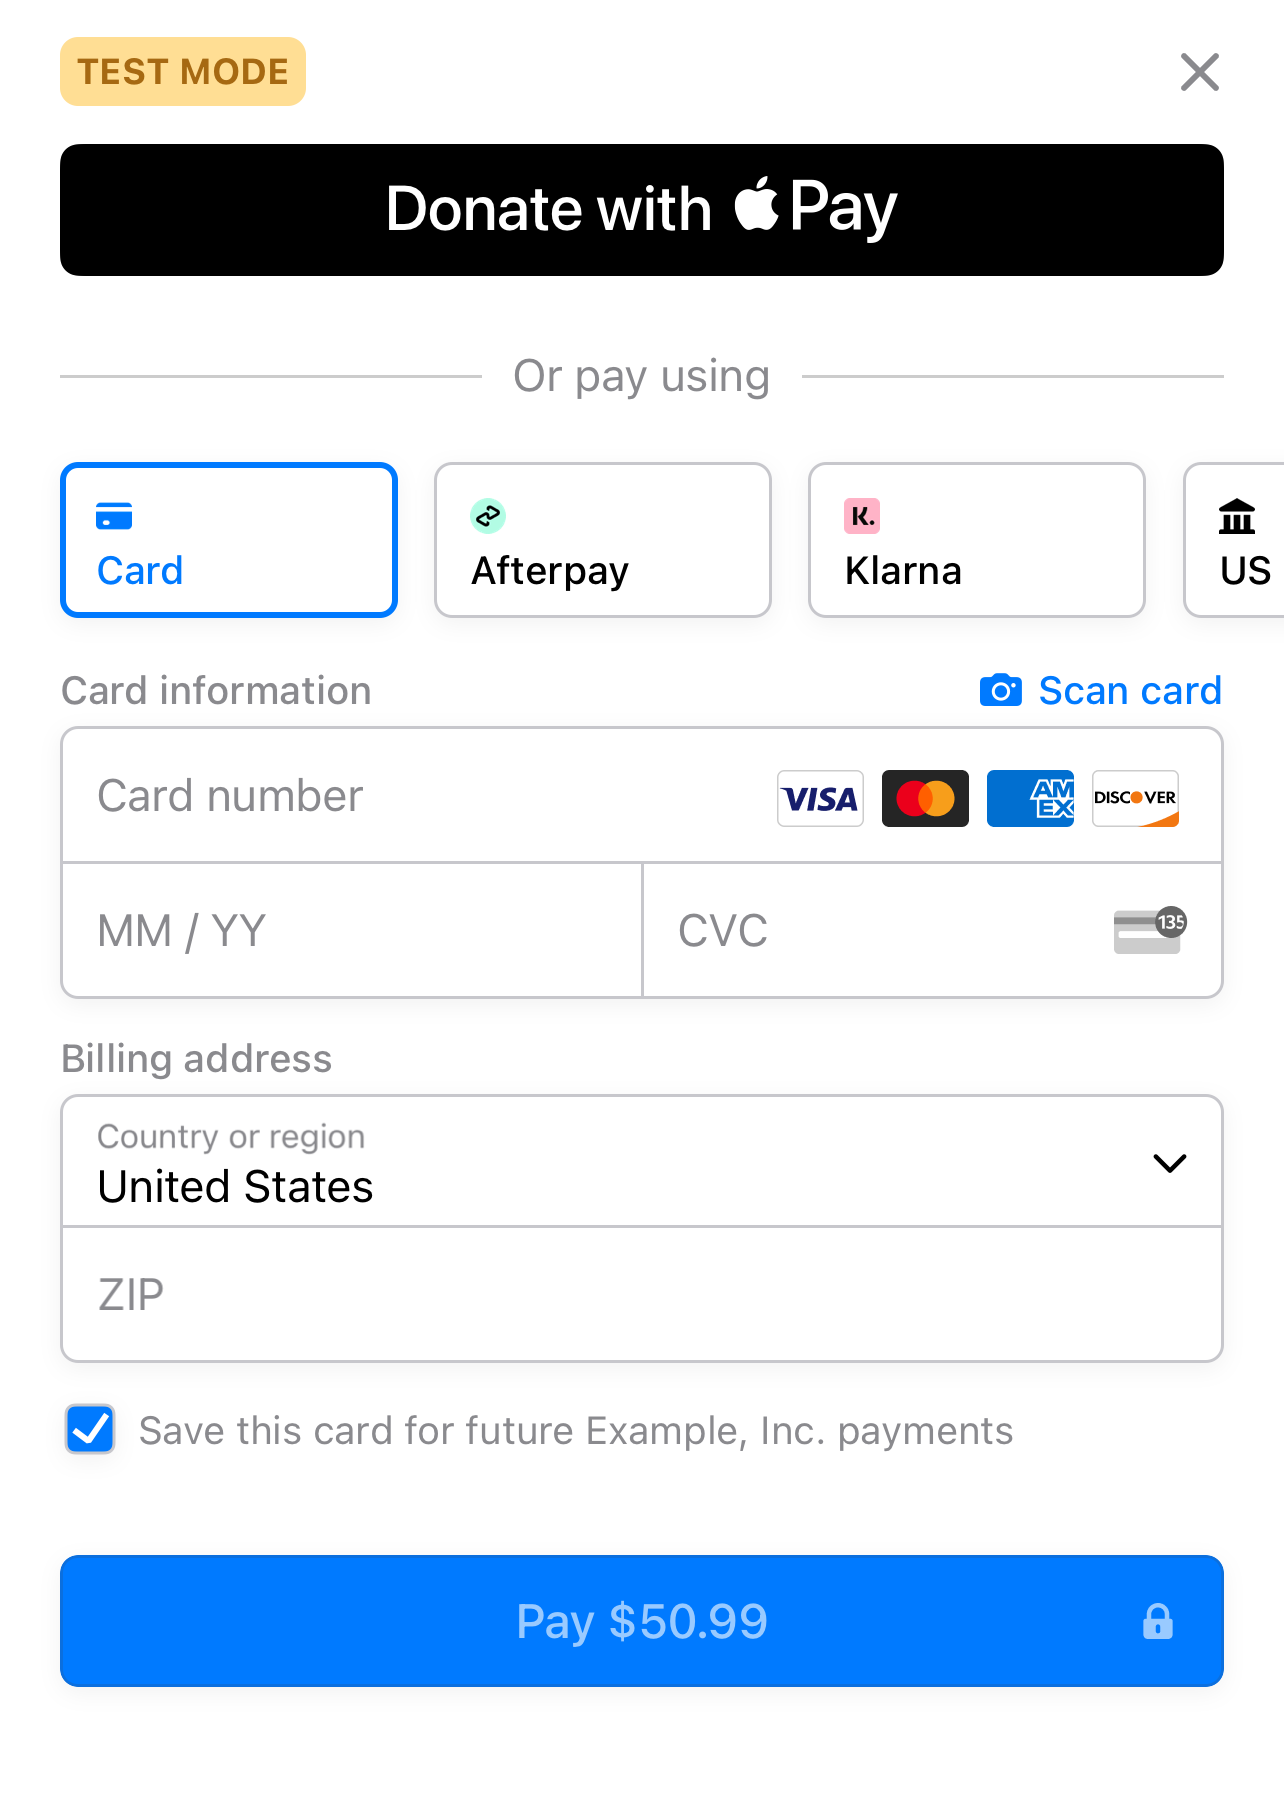 TEST MODE
Donate with Pay
Or pay using
Card
Afterpay
K.
Klarna
US
Card information
Scan card
Card number
VISA
AM
EX
DISCOVER
MM / YY
CVC
135
Billing address
Country or region
United States
ZIP
Save this card for future Example, Inc. payments
Pay $50.99